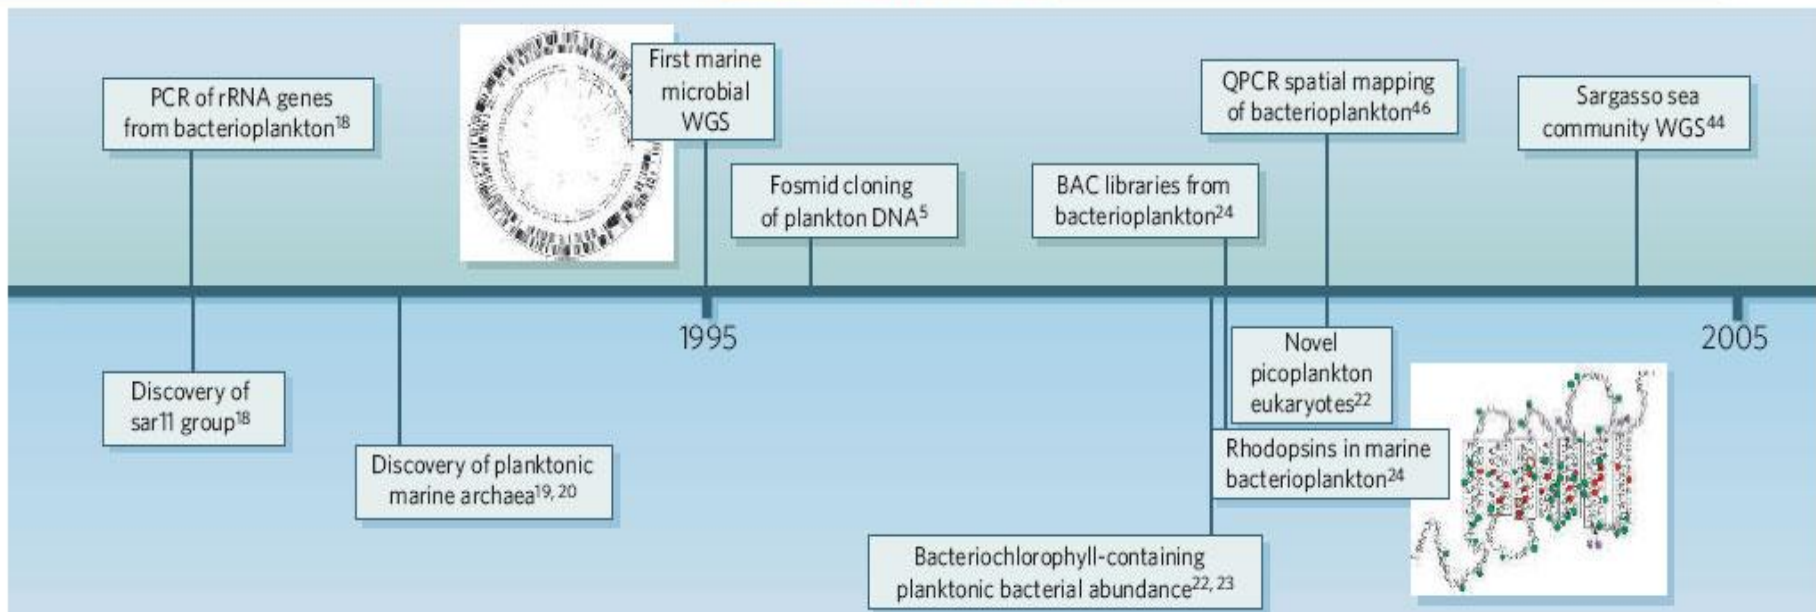 PCR of rRNA genes
from bacterioplankton18
First marine
microbial
WGS
Fosmid cloning
of plankton DNA5
BAC libraries from
bacterioplankton24
QPCR spatial mapping
of bacterioplankton46
Sargasso sea
community WGS44
1995
2005
Discovery of
sar11 group18
Discovery of planktonic
marine archaea19, 20
Bacteriochlorophyll-containing
planktonic bacterial abundance22, 23
Novel
picoplankton
eukaryotes22
Rhodopsins in marine
bacterioplankton24